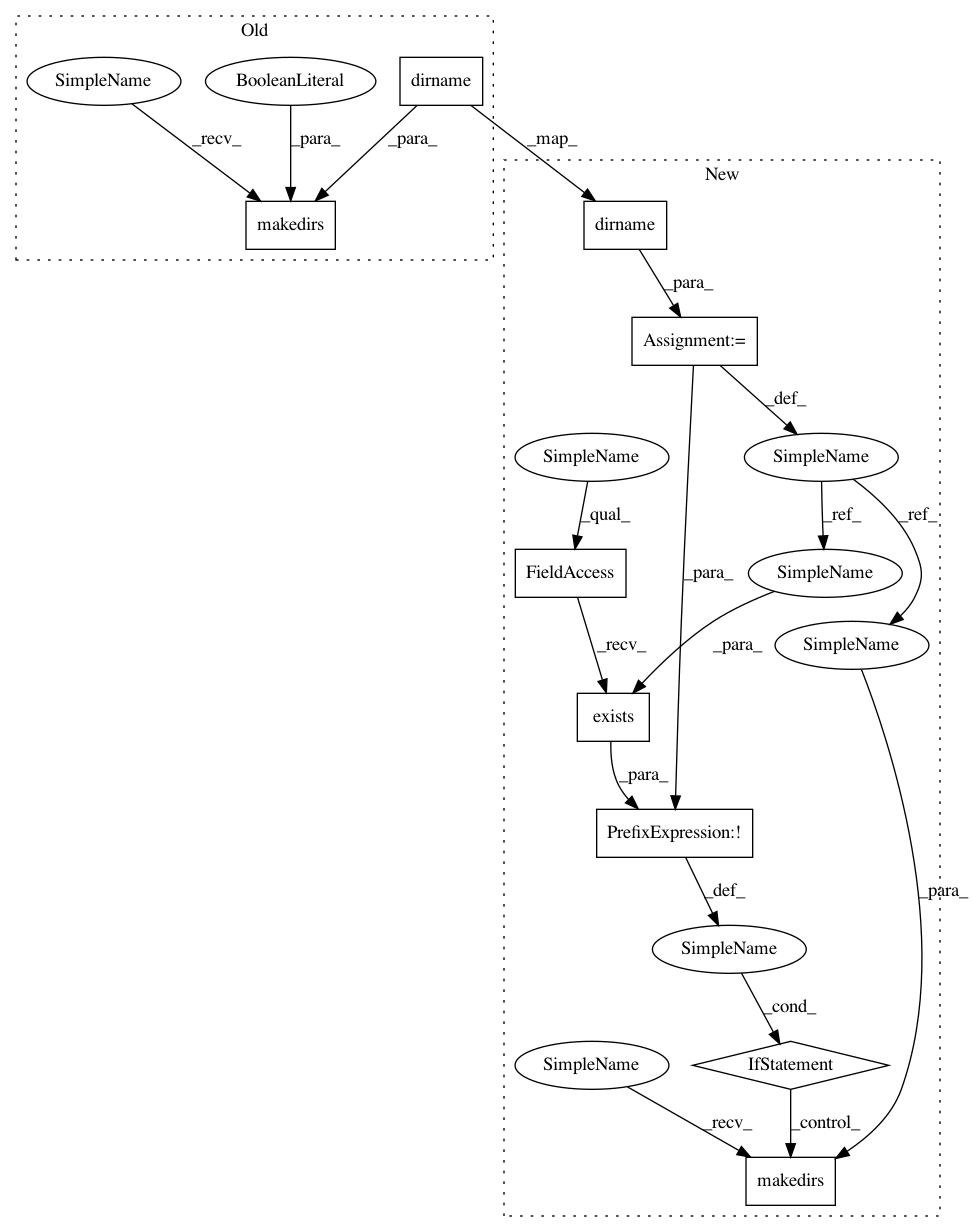 Old
SimpleName
BooleanLiteral
dirname
_recv_
_para_
_para_
_map_
makedirs
New
dirname
_para_
Assignment:=
_def_
SimpleName
SimpleName
_qual_
_ref_
_ref_
FieldAccess
SimpleName
_para_
SimpleName
_recv_
_para_
exists
_para_
PrefixExpression:!
_def_
_para_
SimpleName
_cond_
SimpleName
IfStatement
_recv_
_control_
makedirs